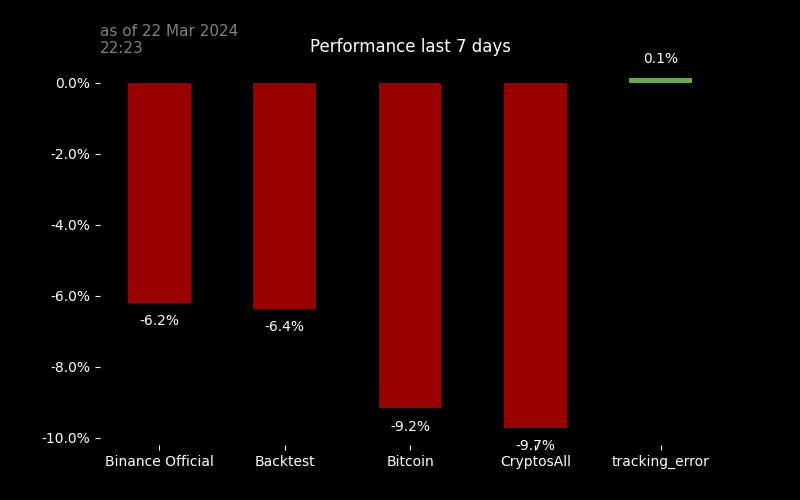 as of 22 Mar 2024
22:23
Performance last 7 days
0.1%
0.0%
-2.0%
-4.0%
-6.0%
-6.2%
-6.4%
-8.0%
-9.2%
-10.0%
-9.7%
Binance Official
Backtest
Bitcoin
CryptosAll
tracking_error